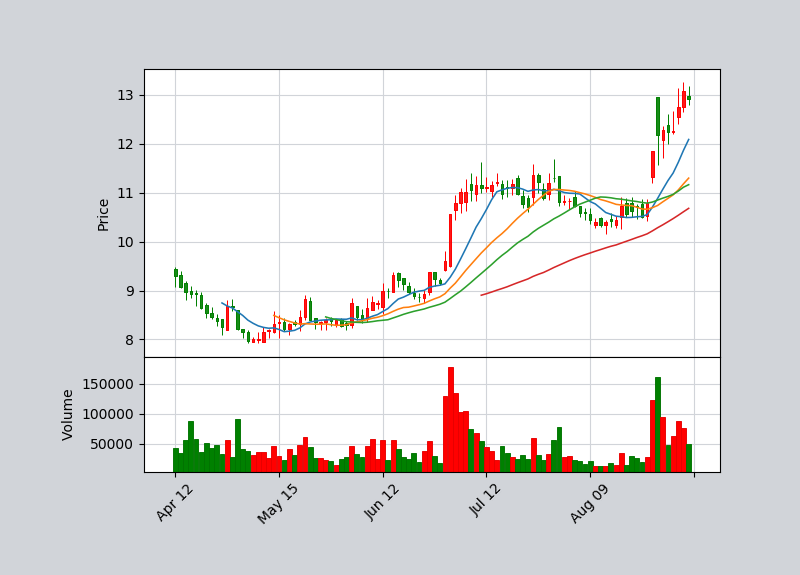 Price
13
12
11
10
9
8
Volume
150000
100000
50000
Apr 12
May 15
Jun 12
Jul 12
Aug 09